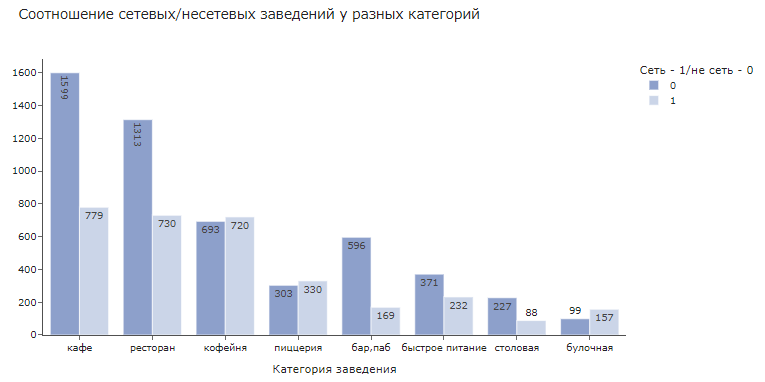 Соотношение сетевых/несетевых заведений у разных категорий
Сеть - 1/не сеть - 0
0
1
1600
1400
1200
1000
800
600
400
200
0
1599
779
1313
730
693
720
303
330
596
169
371
232
227
88
99
157
кафе
ресторан
кофейня
пиццерия
бар,паб
быстрое питание
столовая
булочная
Категория заведения